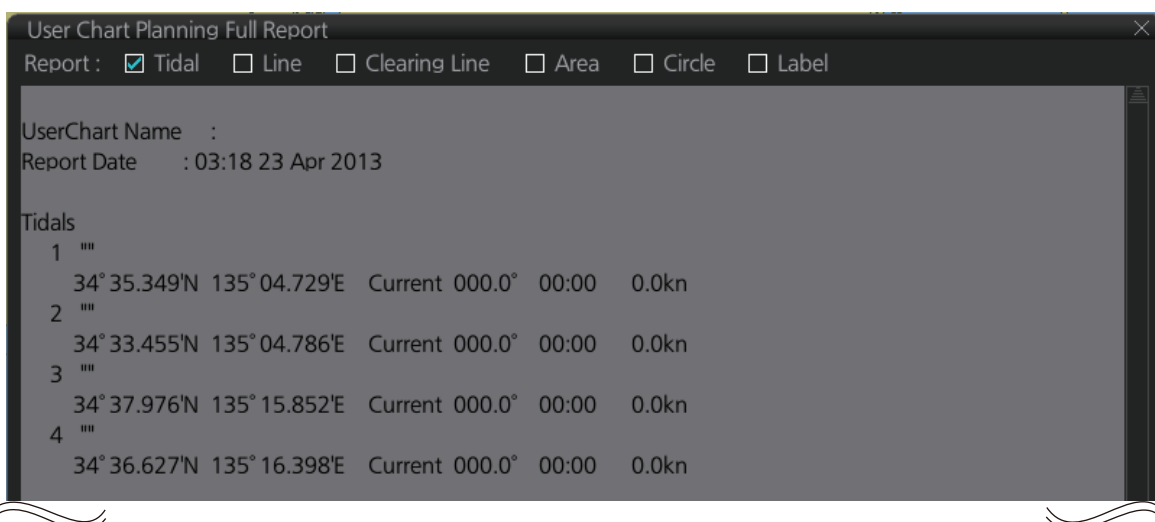 User Chart Planning Full Report
Report : Tidal Line Clearing Line Area Circle Label
UserChart Name :
Report Date : 03:18 23 Apr 2013
Tidals
1 ""
34°35.349'N 135°04.729'E Current 000.0° 00:00 0.0kn
2 ""
34°33.455'N 135°04.786'E Current 000.0° 00:00 0.0kn
3 ""
34°37.976'N 135°15.852'E Current 000.0° 00:00 0.0kn
4 ""
34°36.627'N 135°16.398'E Current 000.0° 00:00 0.0kn